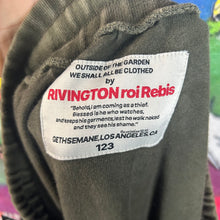 OUTSIDE OF THE GARDEN
WE SHALL ALL BE CLOTHED
by
RIVINGTON roi Rebis
"Behold, I am coming as a thief.
Blessed is he who watches,
and keeps his garments, lest he walk naked
and they see his shame."
GETHSEMANE, LOS ANGELES, CA
123